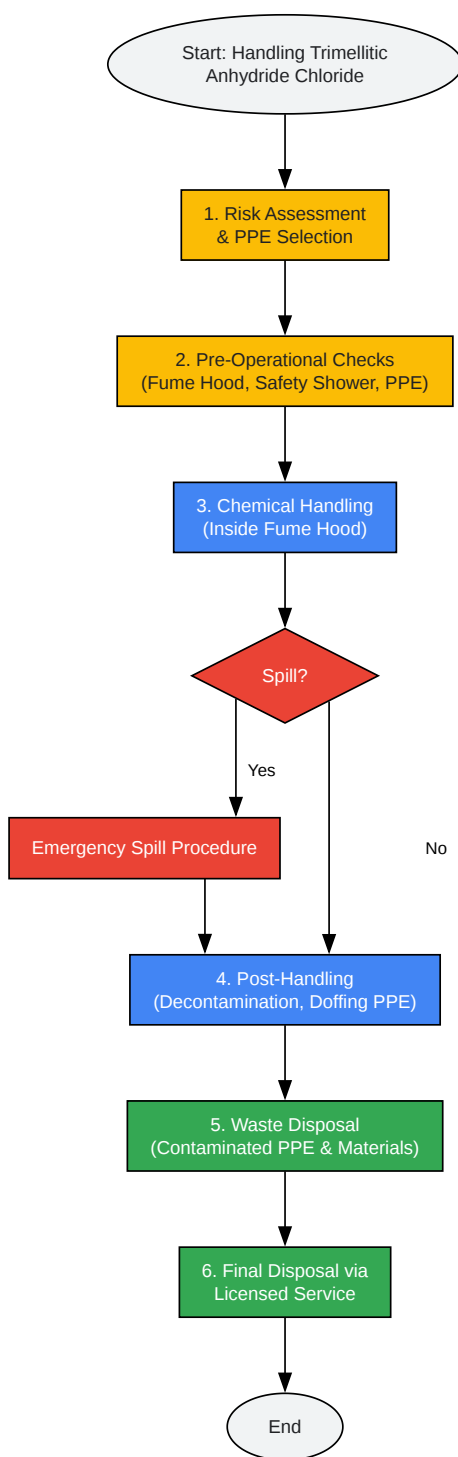 Start: Handling Trimellitic
Anhydride Chloride
1. Risk Assessment
& PPE Selection
2. Pre-Operational Checks
(Fume Hood, Safety Shower, PPE)
3. Chemical Handling
(Inside Fume Hood)
Spill?
Yes
Emergency Spill Procedure
No
4. Post-Handling
(Decontamination, Doffing PPE)
5. Waste Disposal
(Contaminated PPE & Materials)
6. Final Disposal via
Licensed Service
End